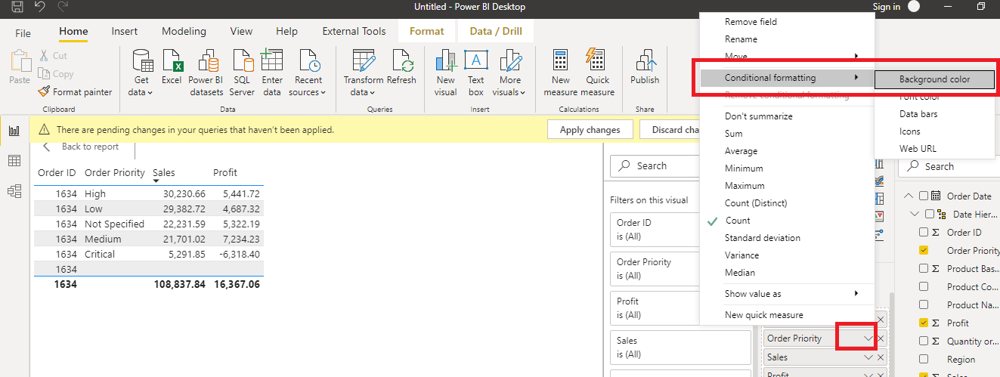 Untitled - Power BI Desktop
Sign in
File Home Insert Modeling View Help External Tools Format Data / Drill
Paste
Cut
Copy
Format painter
Clipboard
Get data
Excel
Power BI datasets
SQL Server
Enter data
Recent sources
Data
Transform data
Refresh
Queries
New visual
Text box
More visuals
Insert
New measure
Quick measure
Calculations
Publish
Share
There are pending changes in your queries that haven't been applied.
Apply changes
Discard cha
Back to report
Order ID Order Priority Sales Profit
1634 High 30,230.66 5,441.72
1634 Low 29,382.72 4,687.32
1634 Not Specified 22,231.59 5,322.19
1634 Medium 21,701.02 7,234.23
1634 Critical 5,291.85 -6,318.40
1634
1634 108,837.84 16,367.06
Search
Filters on this visual
Order ID
is (All)
Order Priority
is (All)
Profit
is (All)
Sales
is (All)
Remove field
Rename
Move
Conditional formatting
Remove conditional formatting
Don't summarize
Sum
Average
Minimum
Maximum
Count (Distinct)
Count
Standard deviation
Variance
Median
Show value as
New quick measure
Background color
Font color
Data bars
Icons
Web URL
Order Priority
Sales
Profit
Search
Order Date
Date Hier...
Order ID
Order Priority
Product Bas...
Product Co...
Product Na...
Profit
Quantity or...
Region
Sales